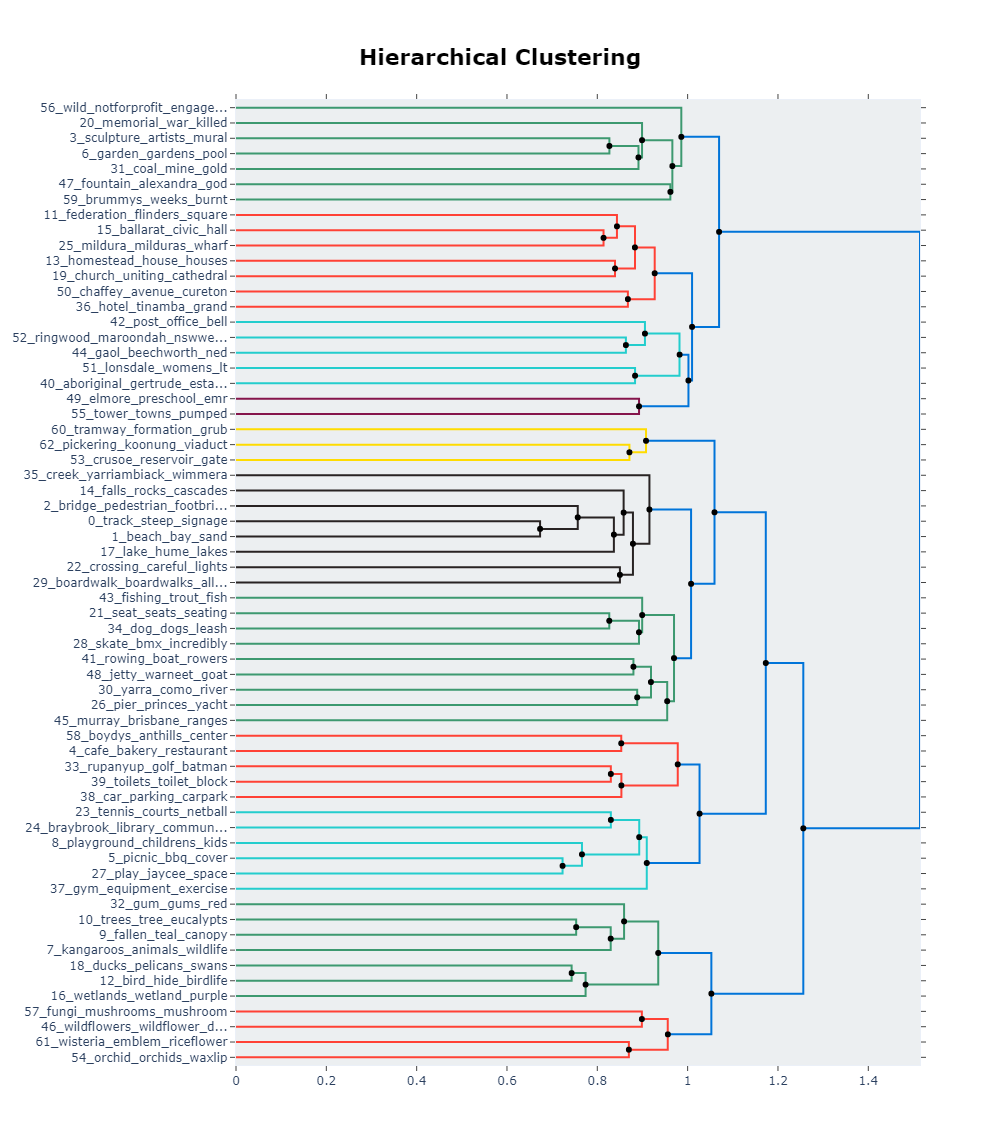 Hierarchical Clustering
56_wild_notforprofit_engage...
20_memorial_war_killed
3_sculpture_artists_mural
6_garden_gardens_pool
31_coal_mine_gold
47_fountain_alexandra_god
59_brummys_weeks_burnt
11_federation_flinders_square
15_ballarat_civic_hall
25_mildura_milduras_wharf
13_homestead_house_houses
19_church_uniting_cathedral
50_chaffey_avenue_cureton
36_hotel_tinamba_grand
42_post_office_bell
52_ringwood_maroondah_nswwe...
44_gaol_beechworth_ned
51_lonsdale_womens_lt
40_aboriginal_gertrude_esta...
49_elmore_preschool_emr
55_tower_towns_pumped
60_tramway_formation_grub
62_pickering_koonung_viaduct
53_crusoe_reservoir_gate
35_creek_yarriambiack_wimmera
14_falls_rocks_cascades
2_bridge_pedestrian_footbri...
0_track_steep_signage
1_beach_bay_sand
17_lake_hume_lakes
22_crossing_careful_lights
29_boardwalk_boardwalks_all...
43_fishing_trout_fish
21_seat_seats_seating
34_dog_dogs_leash
28_skate_bmx_incredibly
41_rowing_boat_rowers
48_jetty_warneet_goat
30_yarra_como_river
26_pier_princes_yacht
45_murray_brisbane_ranges
58_boydys_anthills_center
4_cafe_bakery_restaurant
33_rupanyup_golf_batman
39_toilets_toilet_block
38_car_parking_carpark
23_tennis_courts_netball
24_braybrook_library_commun...
8_playground_childrens_kids
5_picnic_bbq_cover
27_play_jaycee_space
37_gym_equipment_exercise
32_gum_gums_red
10_trees_tree_eucalypts
9_fallen_teal_canopy
7_kangaroos_animals_wildlife
18_ducks_pelicans_swans
12_bird_hide_birdlife
16_wetlands_wetland_purple
57_fungi_mushrooms_mushroom
46_wildflowers_wildflower_d...
61_wisteria_emblem_riceflower
54_orchid_orchids_waxlip
0 0.2 0.4 0.6 0.8 1 1.2 1.4